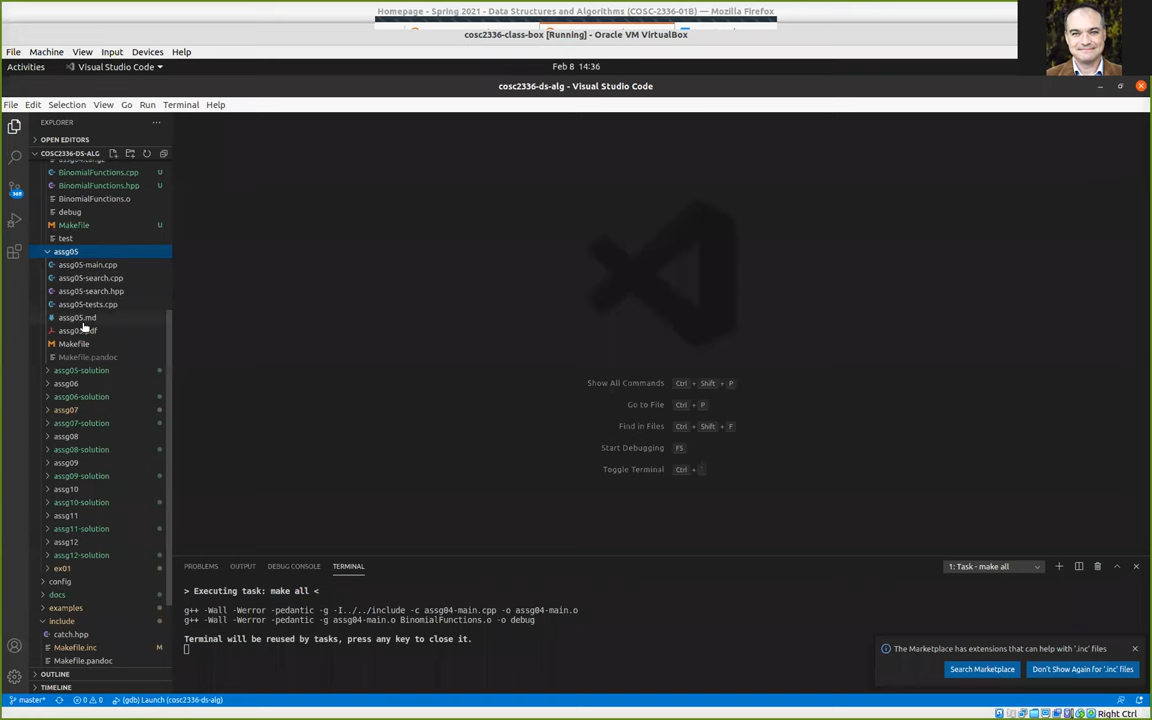 Homepage - Spring 2021 - Data Structures and Algorithms (COSC-2336-01B) — Mozilla Firefox
cosc2336-class-box [Running] - Oracle VM VirtualBox
File Machine View Input Devices Help
Activities Visual Studio Code Feb 8 14:36
cosc2336-ds-alg - Visual Studio Code
File Edit Selection View Go Run Terminal Help
EXPLORER
OPEN EDITORS
COSC2336-DS-ALG
BinomialFunctions.cpp U
BinomialFunctions.hpp U
BinomialFunctions.o
debug
Makefile U
test
assg05
assg05-main.cpp
assg05-search.cpp
assg05-search.hpp
assg05-tests.cpp
assg05.md
Makefile
Makefile.pandoc
assg05-solution
assg06
assg06-solution
assg07
assg07-solution
assg08
assg08-solution
assg09
assg09-solution
assg10
assg10-solution
assg11
assg11-solution
assg12
assg12-solution
ex01
config
docs
examples
include
catch.hpp
Makefile.inc M
Makefile.pandoc
OUTLINE
TIMELINE
Show All Commands Ctrl + Shift + P
Go to File Ctrl + P
Find in Files Ctrl + Shift + F
Start Debugging F5
Toggle Terminal Ctrl + `
PROBLEMS OUTPUT DEBUG CONSOLE TERMINAL 1: Task - make all
> Executing task: make all <
g++ -Wall -Werror -pedantic -g -I../../include -c assg04-main.cpp -o assg04-main.o
g++ -Wall -Werror -pedantic -g assg04-main.o BinomialFunctions.o -o debug
Terminal will be reused by tasks, press any key to close it.
The Marketplace has extensions that can help with '.inc' files
Search Marketplace Don't Show Again for '.inc' files
master* 0 0 (gdb) Launch (cosc2336-ds-alg)
Right Ctrl